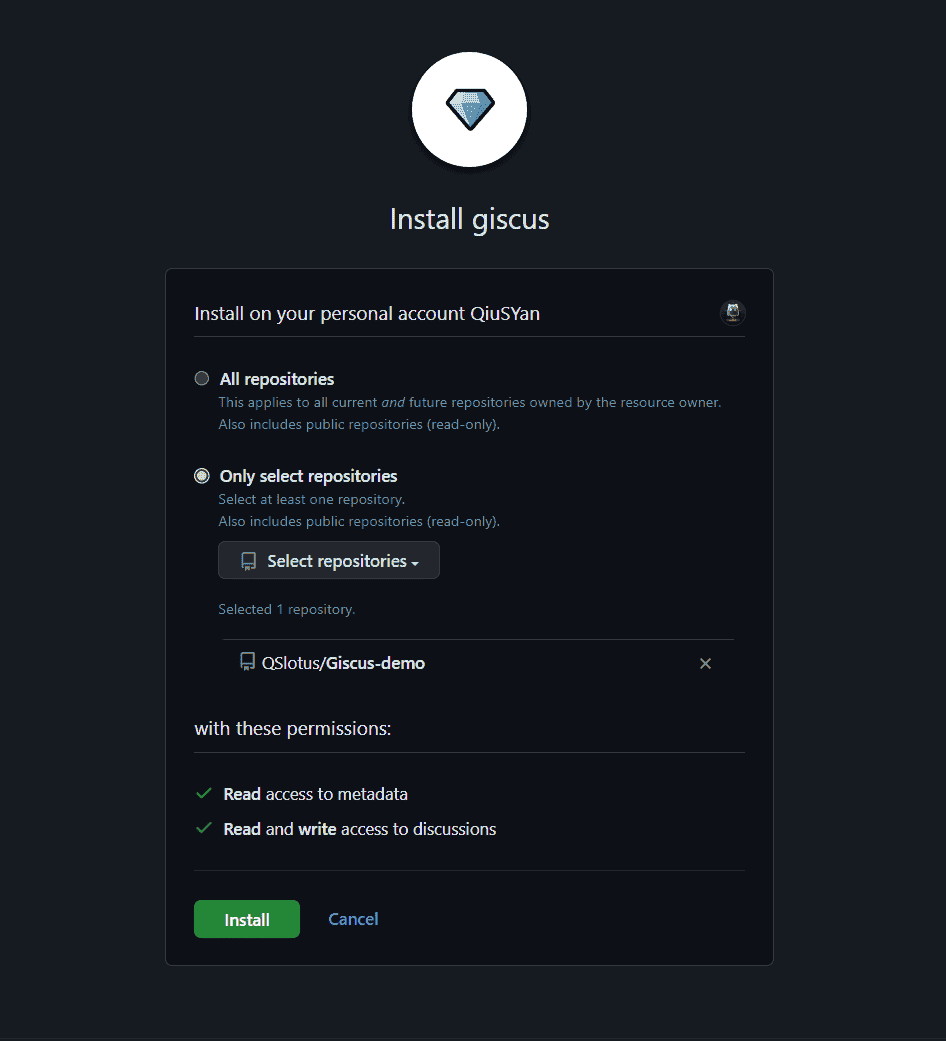 Install giscus
Install on your personal account QiuSYan
All repositories
This applies to all current and future repositories owned by the resource owner.
Also includes public repositories (read-only).
Only select repositories
Select at least one repository.
Also includes public repositories (read-only).
Select repositories
Selected 1 repository.
QSlotus/Giscus-demo
with these permissions:
Read access to metadata
Read and write access to discussions
Install
Cancel